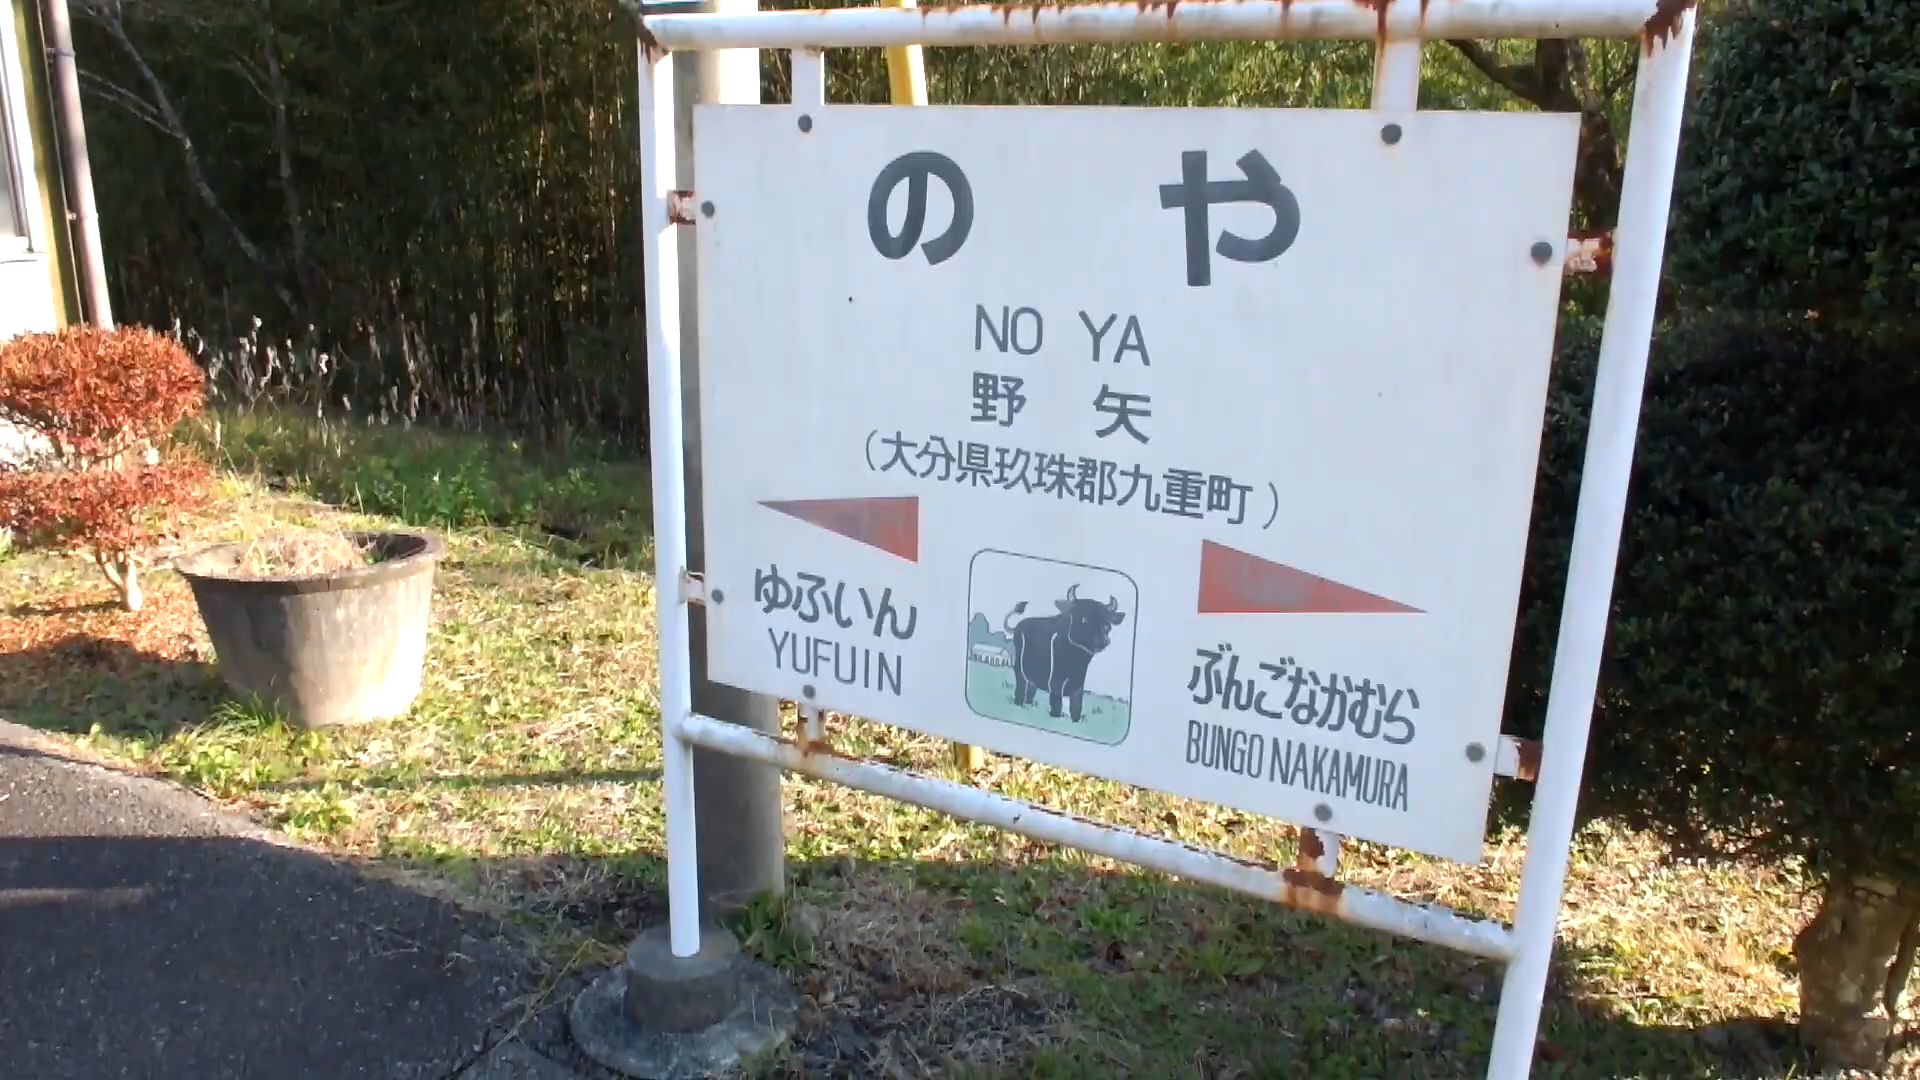 のや
NO YA
野矢
（大分県玖珠郡九重町）
ゆふいん
YUFUIN
ぶんごなかむら
BUNGO NAKAMURA